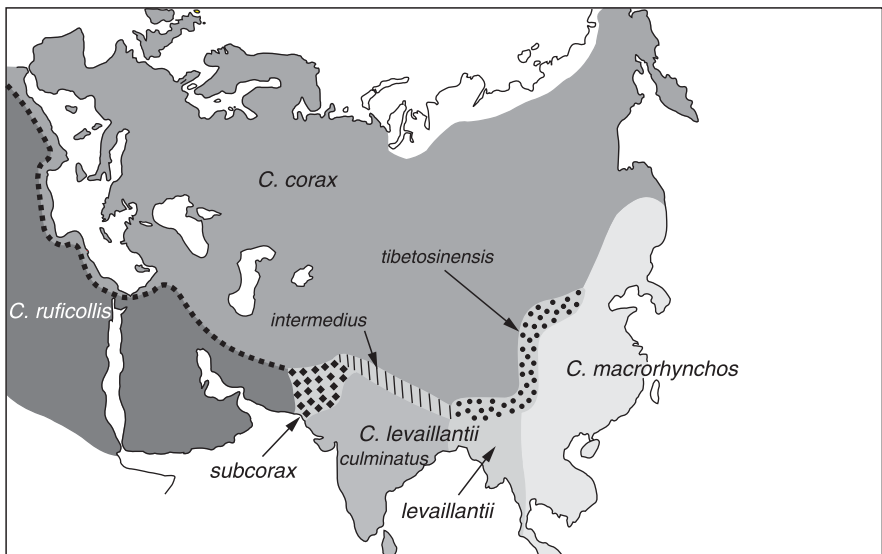 C. corax
tibetosinensis
C. ruficollis
intermedius
C. macrorhynchos
C. levaillantii
culminatus
subcorax
levaillantii